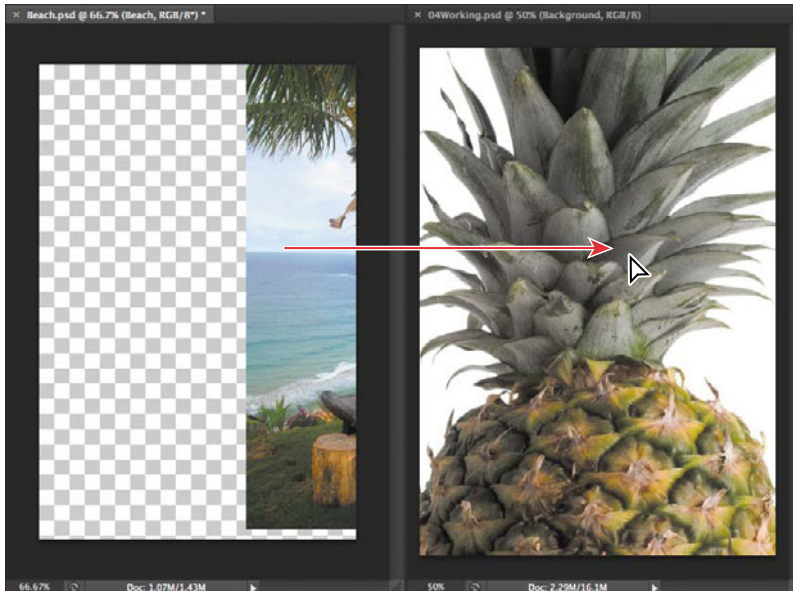 × Beach.psd @ 66.7% (Beach, RGB/8*) *
× 04Working.psd @ 50% (Background, RGB/8)
66.67% Doc: 1.07M/1.43M
50% Doc: 2.29M/16.1M